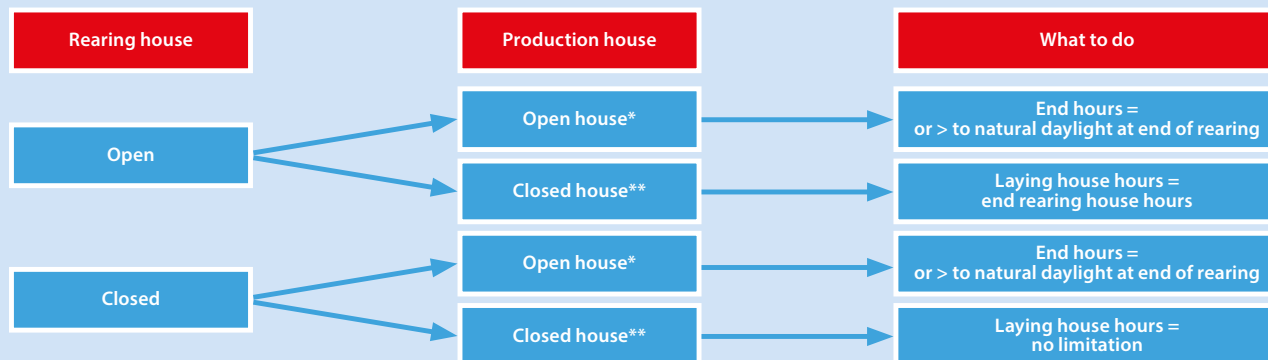 Rearing house
Production house
What to do
Open
Open house*
End hours =
or > to natural daylight at end of rearing
Closed house**
Laying house hours =
end rearing house hours
Closed
Open house*
End hours =
or > to natural daylight at end of rearing
Closed house**
Laying house hours =
no limitation